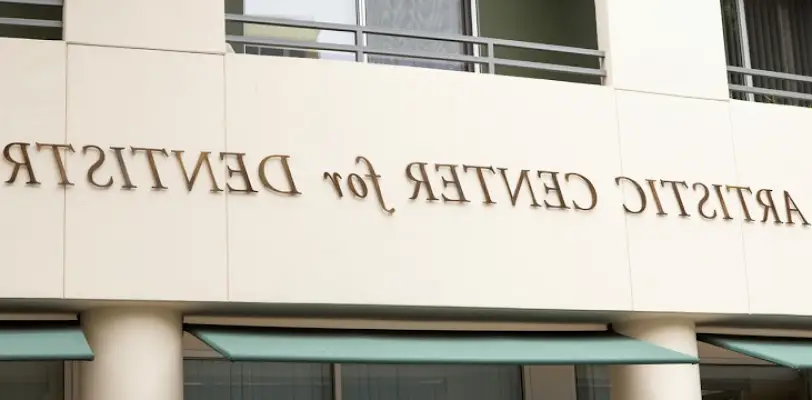 ARTISTIC CENTER for DENTISTR